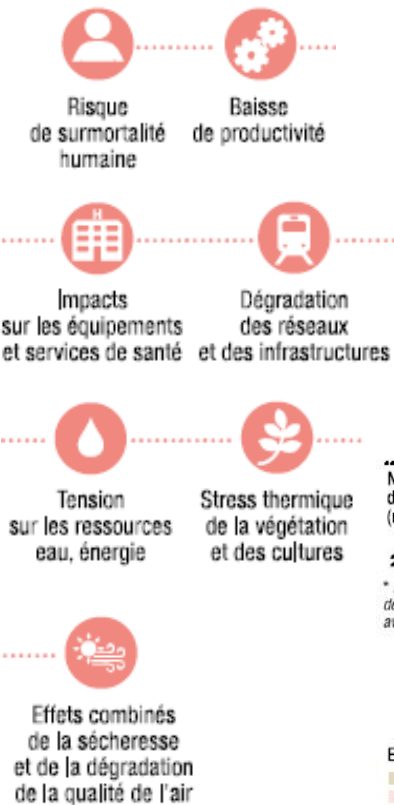 Risque
de surmortalité
humaine
Baisse
de productivité
H
Impacts
sur les équipements
et services de santé
Dégradation
des réseaux
et des infrastructures
Tension
sur les ressources
eau, énergie
Stress thermique
de la végétation
et des cultures
Effets combinés
de la sécheresse
et de la dégradation
de la qualité de l'air